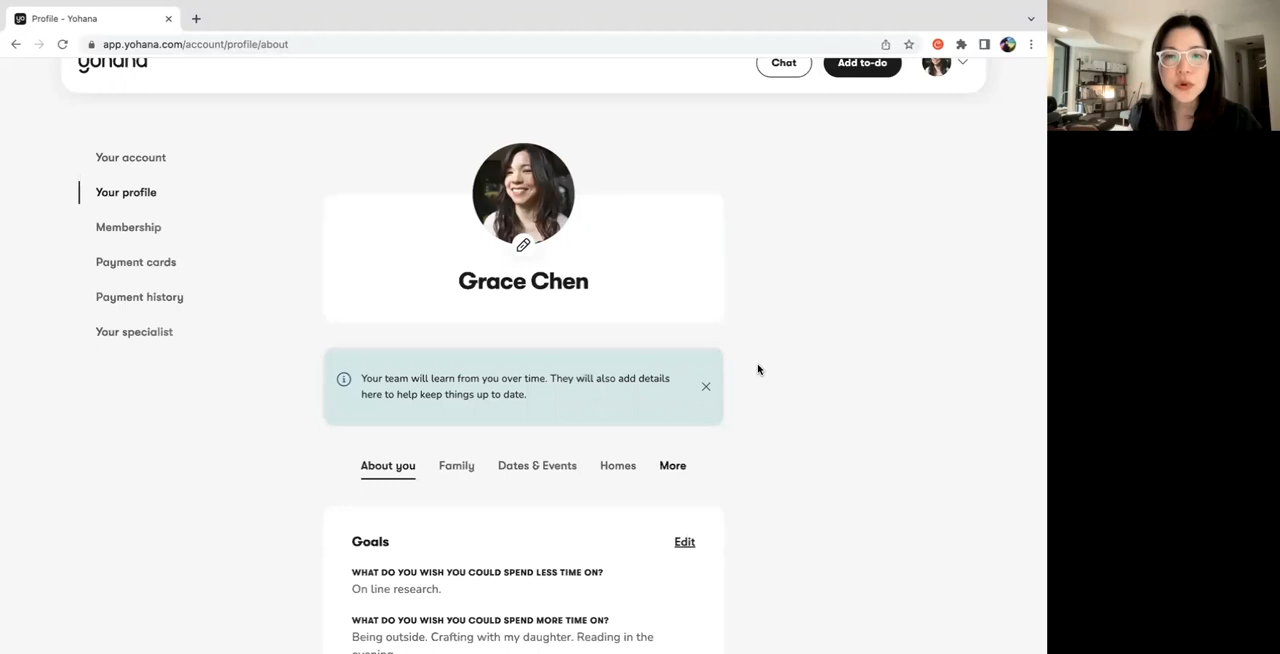 Profile - Yohana
app.yohana.com/account/profile/about
yohana
Chat
Add to-do
Your account
Your profile
Membership
Payment cards
Payment history
Your specialist
Grace Chen
Your team will learn from you over time. They will also add details
here to help keep things up to date.
About you
Family
Dates & Events
Homes
More
Goals
Edit
WHAT DO YOU WISH YOU COULD SPEND LESS TIME ON?
On line research.
WHAT DO YOU WISH YOU COULD SPEND MORE TIME ON?
Being outside. Crafting with my daughter. Reading in the
evening.